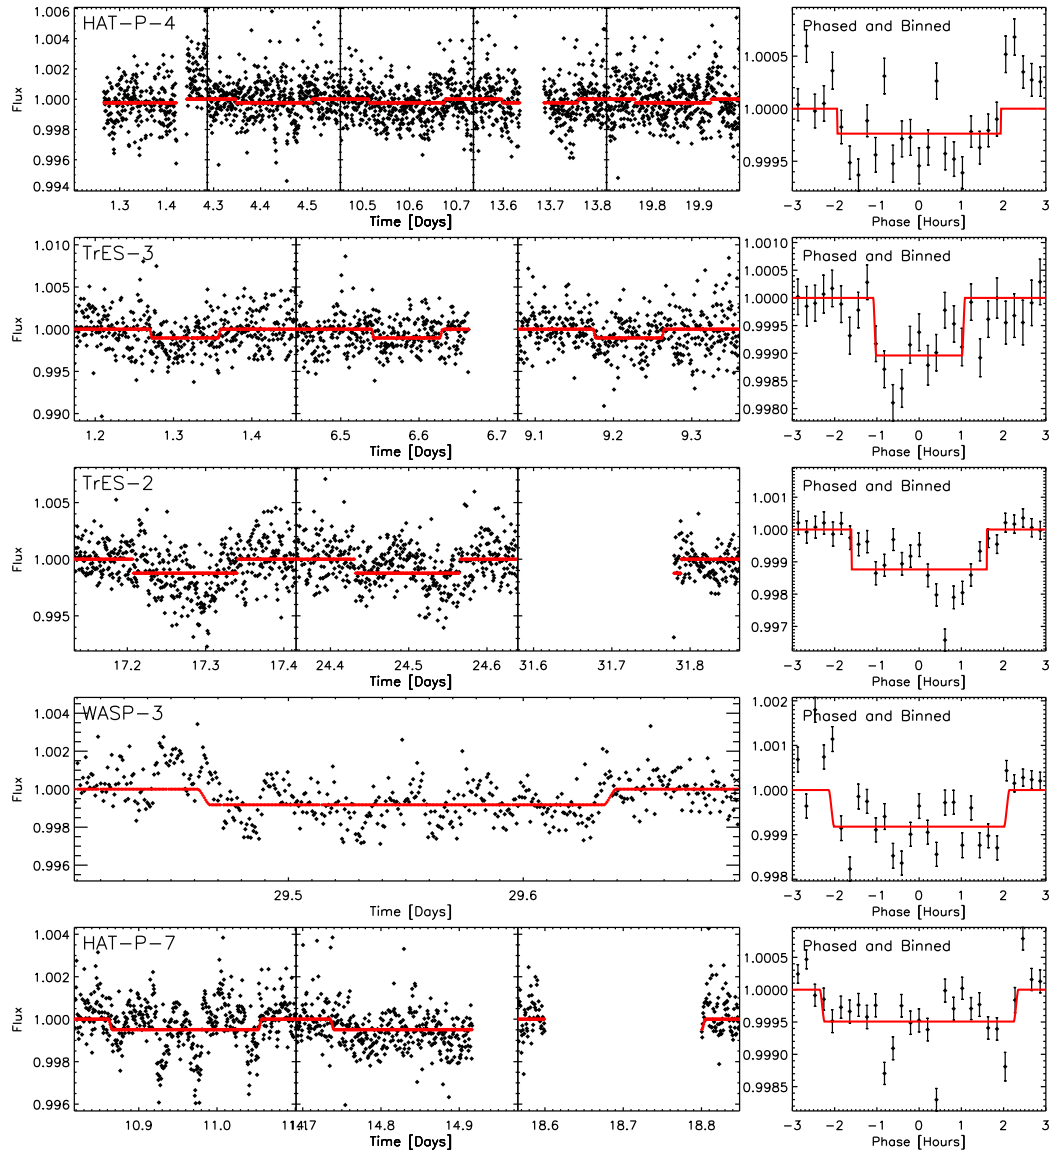 HAT-P-4
Phased and Binned
1.006
1.004
1.002
1.000
0.998
0.996
0.994
Flux
1.0005
1.0000
0.9995
1.3 1.4 4.3 4.4 4.5 10.6 10.7 13.6 13.7 13.8 19.8 19.9
Time [Days]
-3 -2 -1 0 1 2 3
Phase [Hours]
TrES-3
Phased and Binned
1.010
1.005
1.000
0.995
0.990
Flux
1.0010
1.0005
1.0000
0.9995
0.9990
0.9985
0.9980
1.2 1.3 1.4 6.5 6.6 6.7 9.1 9.2 9.3
Time [Days]
-3 -2 -1 0 1 2 3
Phase [Hours]
TrES-2
Phased and Binned
1.005
1.000
0.995
Flux
1.001
1.000
0.999
0.998
0.997
17.2 17.3 17.4 24.4 24.5 24.6 31.6 31.7 31.8
Time [Days]
-3 -2 -1 0 1 2 3
Phase [Hours]
WASP-3
Phased and Binned
1.004
1.002
1.000
0.998
0.996
Flux
1.002
1.001
1.000
0.999
0.998
29.5 29.6
Time [Days]
-3 -2 -1 0 1 2 3
Phase [Hours]
HAT-P-7
Phased and Binned
1.004
1.002
1.000
0.998
0.996
Flux
1.0005
1.0000
0.9995
0.9990
0.9985
10.9 11.0 14.8 14.9 18.6 18.7 18.8
Time [Days]
-3 -2 -1 0 1 2 3
Phase [Hours]